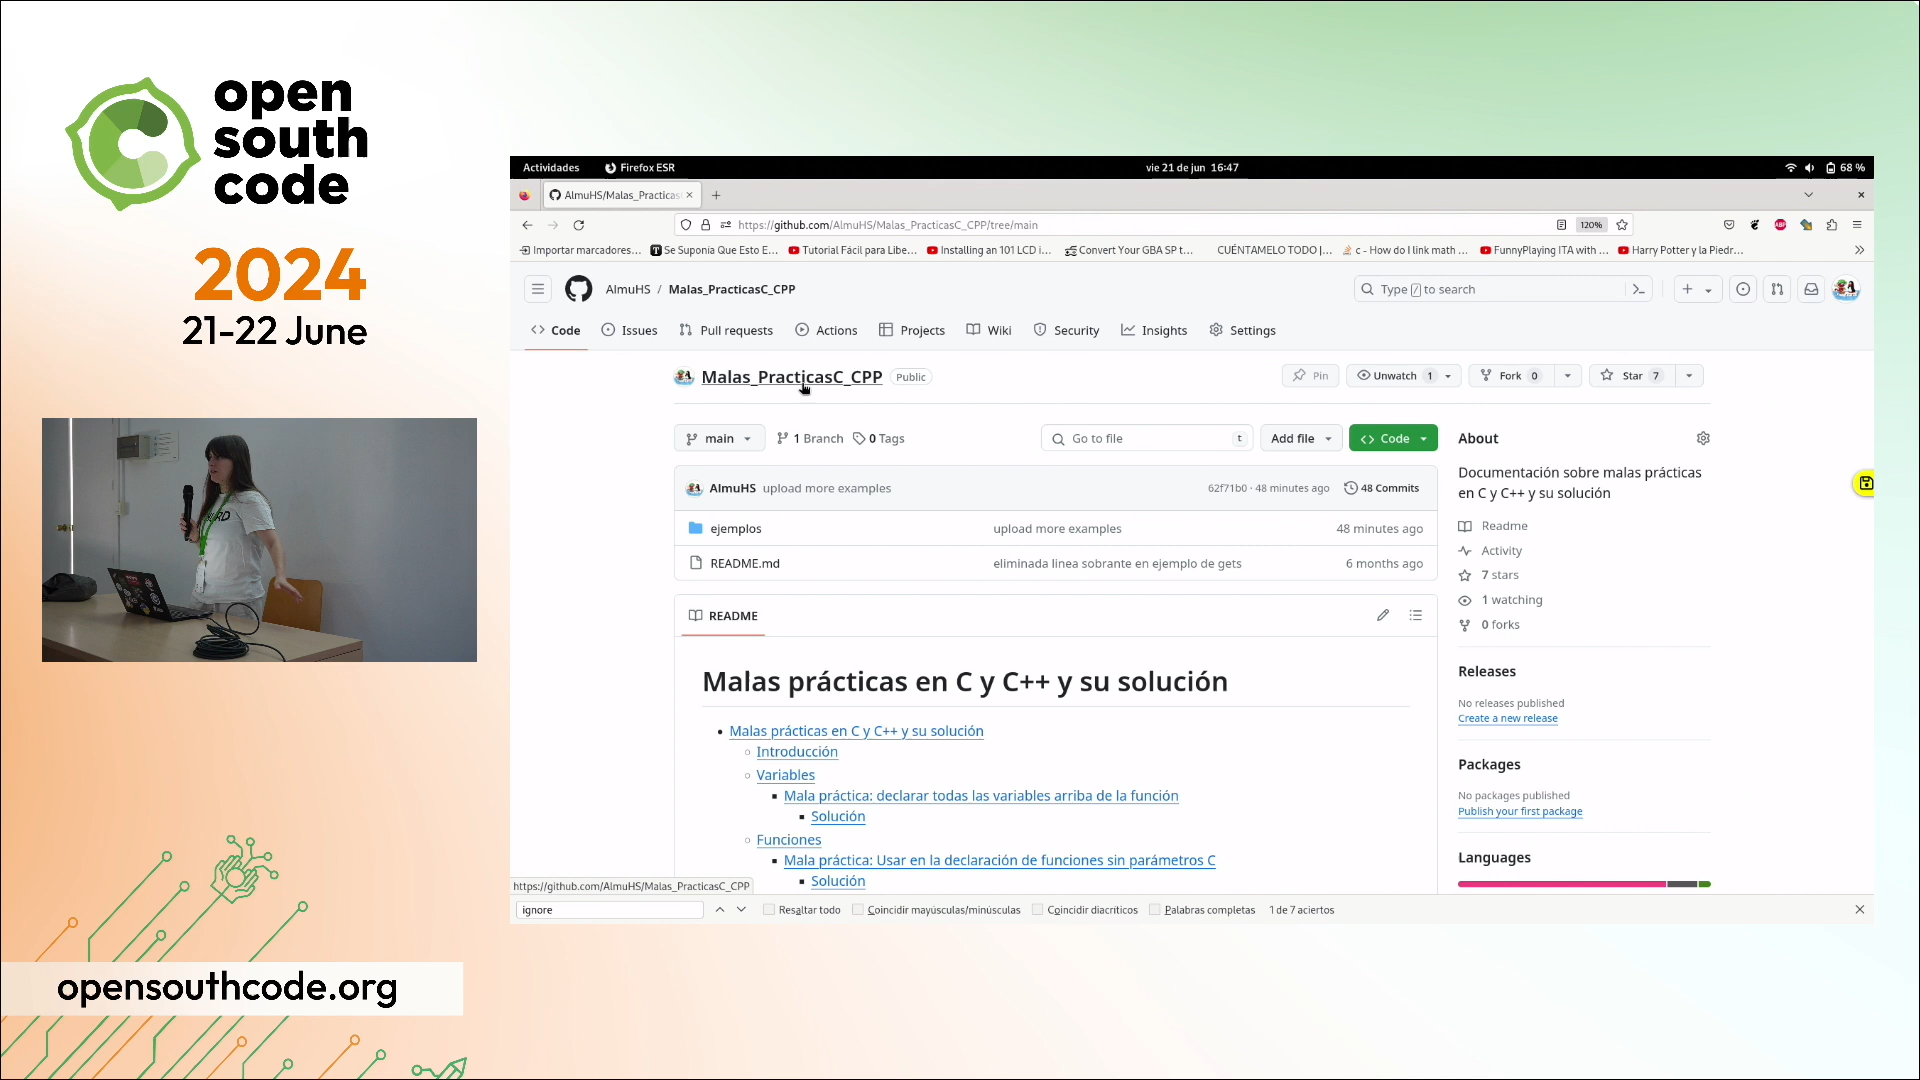 open
south
code
2024
21-22 June
opensouthcode.org
Actividades Firefox ESR vie 21 de jun 16:47 68 %
AlmuHS/Malas_Practicas
https://github.com/AlmuHS/Malas_PracticasC_CPP/tree/main 120%
Importar marcadores… Se Suponia Que Esto E… Tutorial Fácil para Libe… Installing an 101 LCD i… Convert Your GBA SP t… CUÉNTAMELO TODO |… c - How do I link math … FunnyPlaying ITA with … Harry Potter y la Piedr…
AlmuHS / Malas_PracticasC_CPP Type / to search
Code Issues Pull requests Actions Projects Wiki Security Insights Settings
Malas_PracticasC_CPP Public Pin Unwatch 1 Fork 0 Star 7
main 1 Branch 0 Tags Go to file t Add file Code
AlmuHS upload more examples 62f71b0 · 48 minutes ago 48 Commits
ejemplos upload more examples 48 minutes ago
README.md eliminada linea sobrante en ejemplo de gets 6 months ago
README
Malas prácticas en C y C++ y su solución
Malas prácticas en C y C++ y su solución
Introducción
Variables
Mala práctica: declarar todas las variables arriba de la función
Solución
Funciones
Mala práctica: Usar en la declaración de funciones sin parámetros C
Solución
About
Documentación sobre malas prácticas
en C y C++ y su solución
Readme
Activity
7 stars
1 watching
0 forks
Releases
No releases published
Create a new release
Packages
No packages published
Publish your first package
Languages
https://github.com/AlmuHS/Malas_PracticasC_CPP
ignore Resaltar todo Coincidir mayúsculas/minúsculas Coincidir diacríticos Palabras completas 1 de 7 aciertos